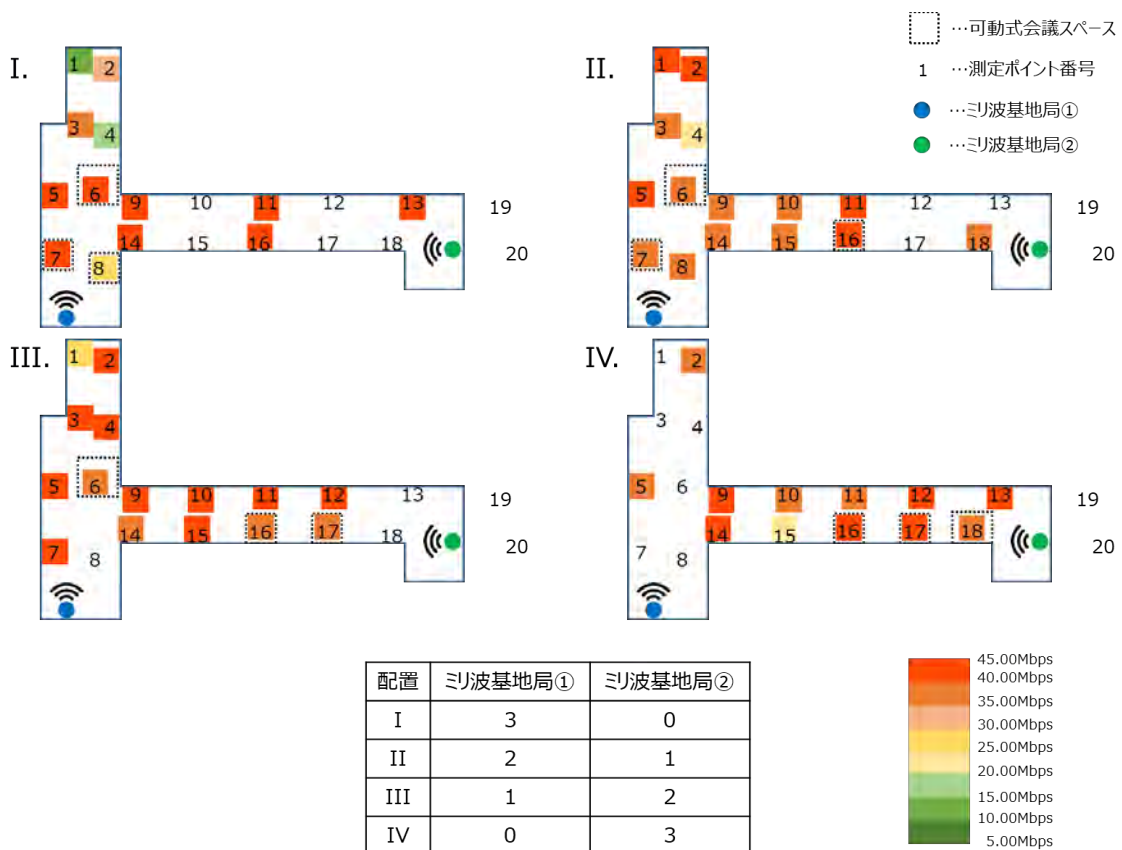 …可動式会議スペース
1 …測定ポイント番号
…ミリ波基地局①
…ミリ波基地局②
I.
1 2
3 4
5 6
9 10 11 12 13 19
14 15 16 17 18 20
7 8
II.
1 2
3 4
5 6
9 10 11 12 13 19
14 15 16 17 18 20
7 8
III.
1 2
3 4
5 6
9 10 11 12 13 19
14 15 16 17 18 20
7 8
IV.
1 2
3 4
5 6
9 10 11 12 13 19
14 15 16 17 18 20
7 8
配置 ミリ波基地局① ミリ波基地局②
I 3 0
II 2 1
III 1 2
IV 0 3
45.00Mbps
40.00Mbps
35.00Mbps
30.00Mbps
25.00Mbps
20.00Mbps
15.00Mbps
10.00Mbps
5.00Mbps